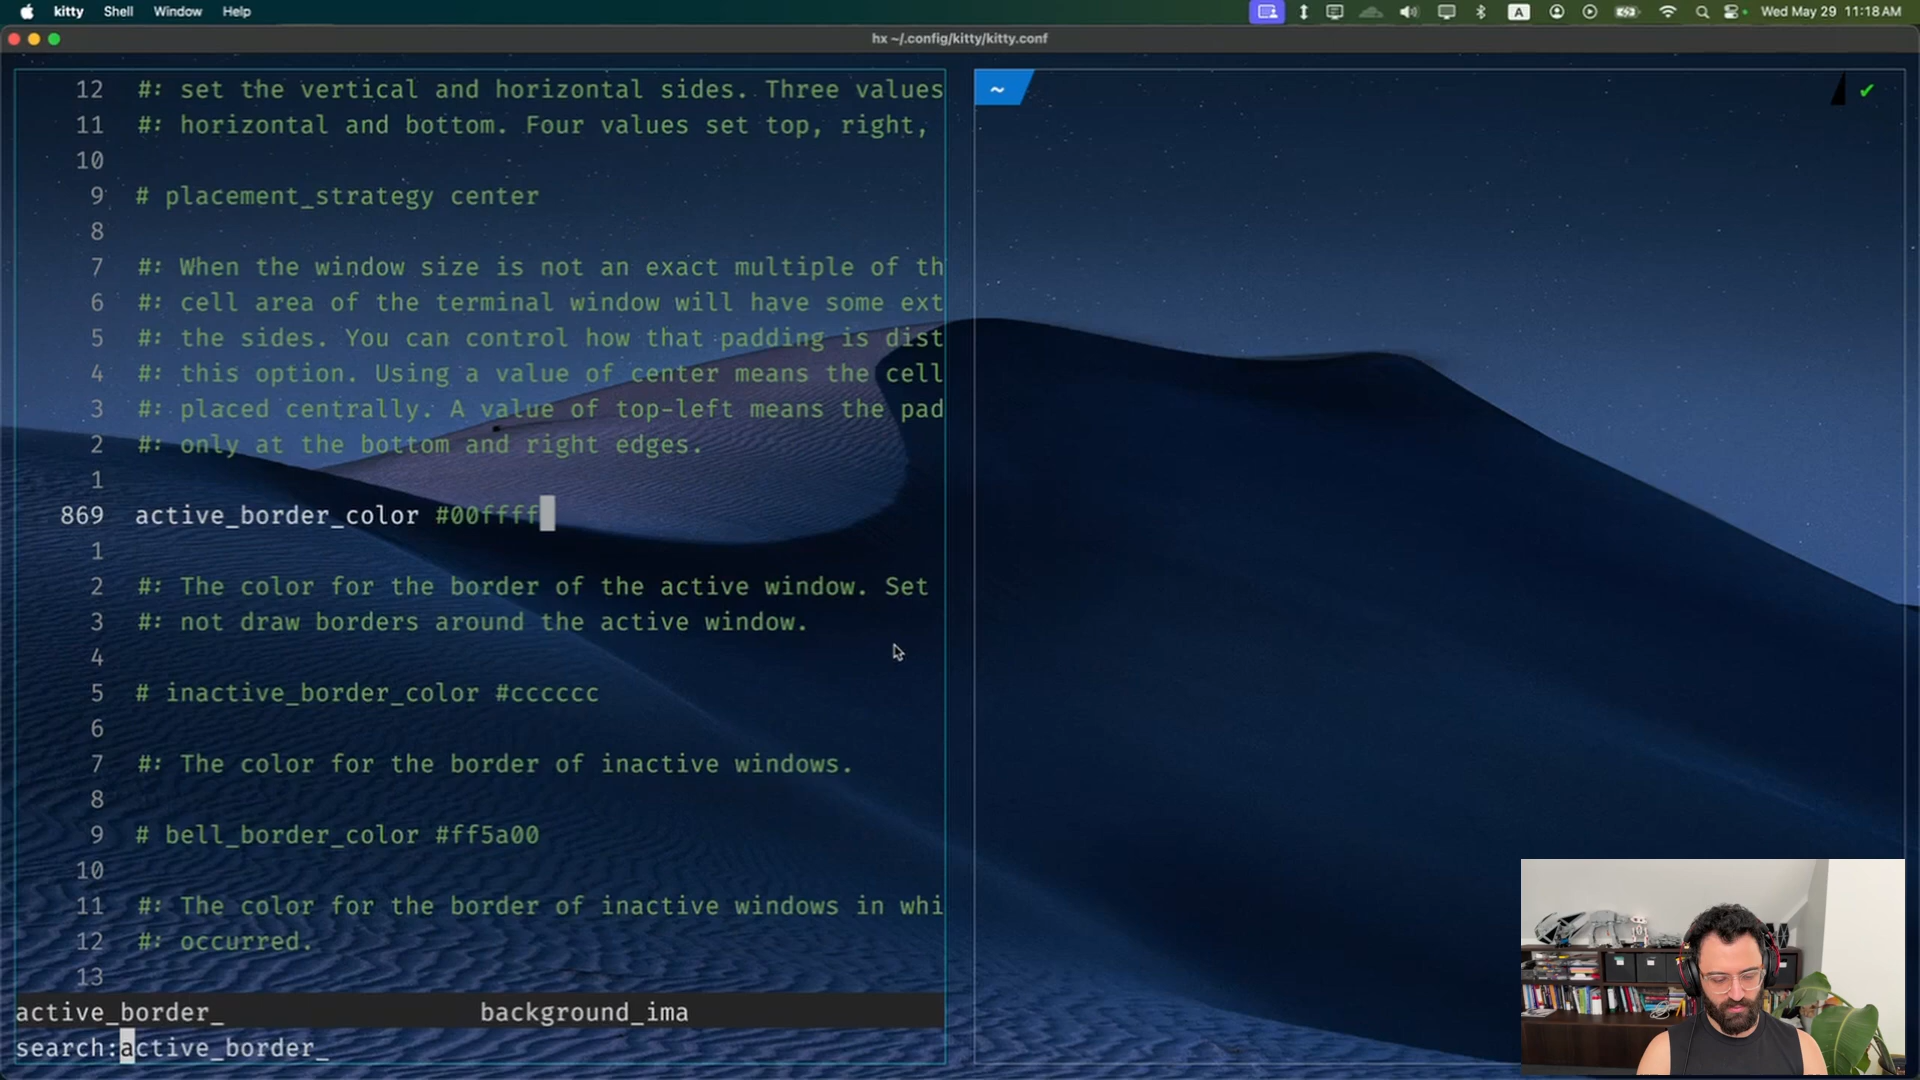 kitty Shell Window Help
A
Wed May 29 11:18 AM
hx ~/.config/kitty/kitty.conf
12 #: set the vertical and horizontal sides. Three values
11 #: horizontal and bottom. Four values set top, right,
10
9 # placement_strategy center
8
7 #: When the window size is not an exact multiple of th
6 #: cell area of the terminal window will have some ext
5 #: the sides. You can control how that padding is dist
4 #: this option. Using a value of center means the cell
3 #: placed centrally. A value of top-left means the pad
2 #: only at the bottom and right edges.
1
869 active_border_color #00ffff
1
2 #: The color for the border of the active window. Set
3 #: not draw borders around the active window.
4
5 # inactive_border_color #cccccc
6
7 #: The color for the border of inactive windows.
8
9 # bell_border_color #ff5a00
10
11 #: The color for the border of inactive windows in whi
12 #: occurred.
13
active_border_ background_ima
search:active_border_
~ ✔